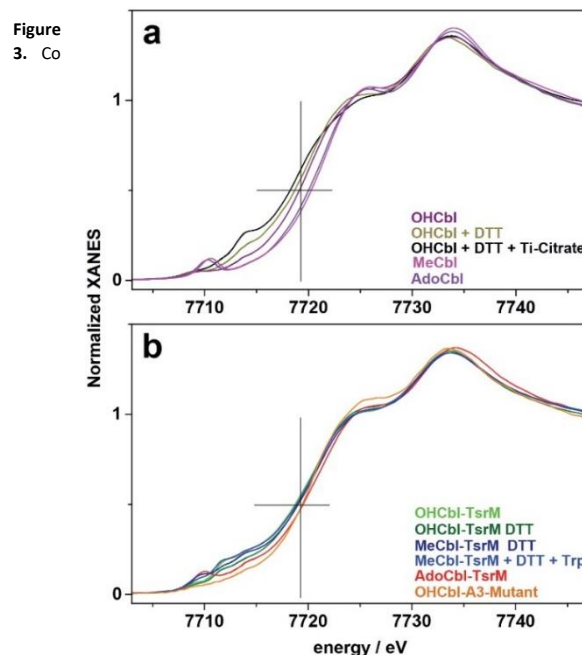 Figure
3. Co
a
1
0
OHCbl
OHCbl + DTT
OHCbl + DTT + Ti-Citrate
MeCbl
AdoCbl
7710 7720 7730 7740
Normalized XANES
b
1
0
OHCbl-TsrM
OHCbl-TsrM DTT
MeCbl-TsrM DTT
MeCbl-TsrM + DTT + Trp
AdoCbl-TsrM
OHCbl-A3-Mutant
7710 7720 7730 7740
energy / eV